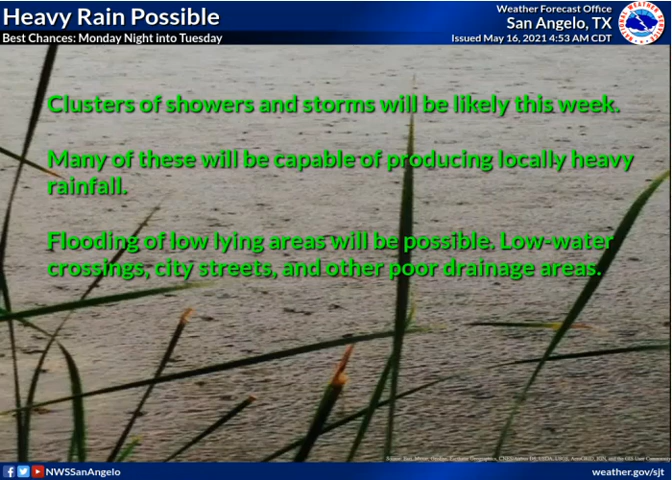 Heavy Rain Possible
Weather Forecast Office
San Angelo, TX
Best Chances: Monday Night into Tuesday
Issued May 16, 2021 4:53 AM CDT
Clusters of showers and storms will be likely this week.
Many of these will be capable of producing locally heavy
rainfall.
Flooding of low lying areas will be possible. Low-water
crossings, city streets, and other poor drainage areas.
NWSSanAngelo
weather.gov/sjt